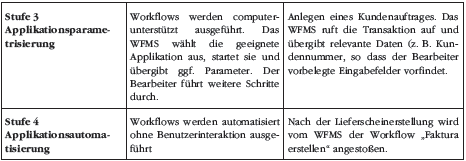 Stufe 3
Applikationsparame-
trisierung
Workflows werden computer-
unterstützt ausgeführt. Das
WFMS wählt die geeignete
Applikation aus, startet sie und
übergibt ggf. Parameter. Der
Bearbeiter führt weitere Schritte
durch.
Anlegen eines Kundenauftrages. Das
WFMS ruft die Transaktion auf und
übergibt relevante Daten (z. B. Kun-
dennummer, so dass der Bearbeiter
vorbelegte Eingabefelder vorfindet.
Stufe 4
Applikationsautoma-
tisierung
Workflows werden automatisiert
ohne Benutzerinteraktion ausge-
führt
Nach der Lieferscheinerstellung wird
vom WFMS der Workflow „Faktura
erstellen“ angestoßen.